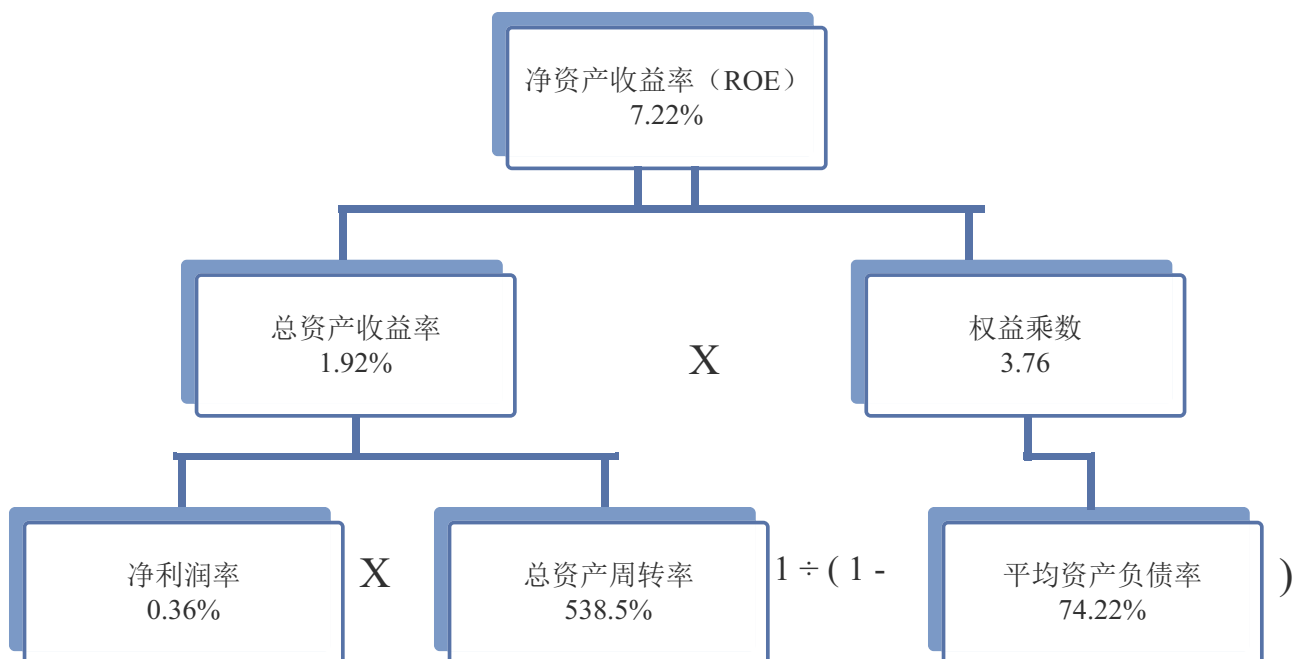 净资产收益率（ROE）
7.22%
总资产收益率
1.92%
X
权益乘数
3.76
净利润率
0.36%
X
总资产周转率
538.5%
1 ÷ ( 1 -
平均资产负债率
74.22%
)